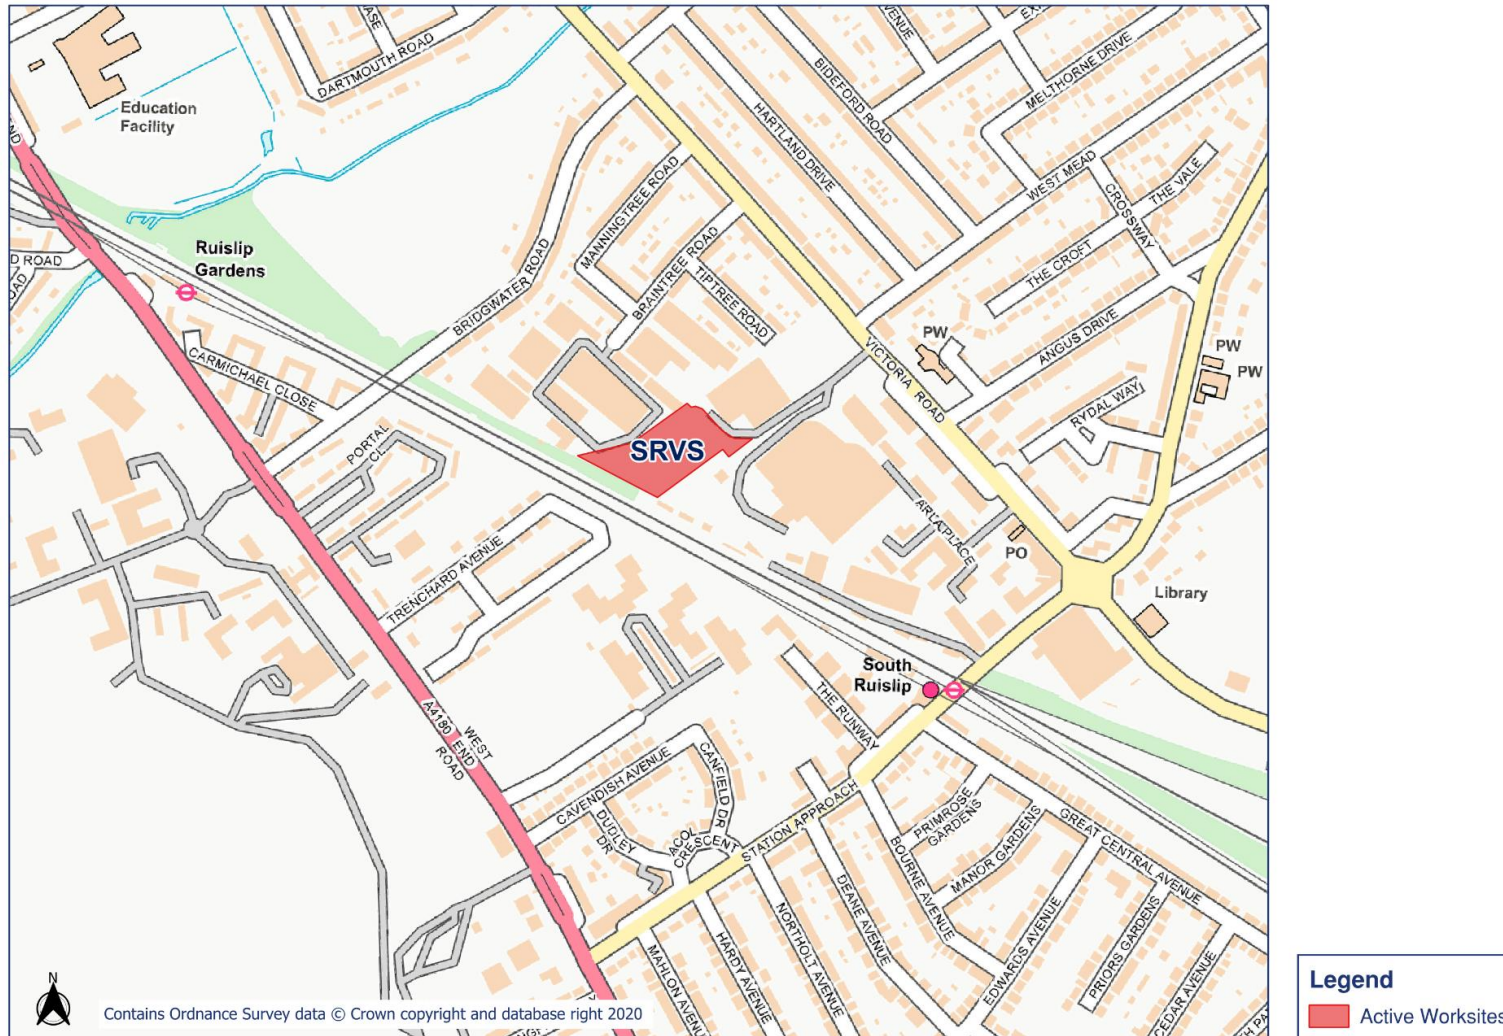 Education
Facility
DARTMOUTH ROAD
AVENUE
BIDEFORD ROAD
MELTHORNE DRIVE
HARTLAND DRIVE
WEST MEAD
CROSSWAY
THE VALE
THE CROFT
ANGUS DRIVE
MANNINGTREE ROAD
BRAINTREE ROAD
TIPTREE ROAD
BRIDGWATER ROAD
Ruislip
Gardens
D ROAD
CARMICHAEL CLOSE
PORTAL
CL
VICTORIA ROAD
PW
PW
PW
RYDAL WAY
SRVS
ARLA PLACE
PO
Library
TRENCHARD AVENUE
South
Ruislip
THE RUNWAY
A4180
WEST
END
ROAD
CAVENDISH AVENUE
CANFIELD DR
DUDLEY
DR
ACOL
CRESCENT
STATION APPROACH
PRIMROSE
GARDENS
MANOR GARDENS
GREAT CENTRAL AVENUE
BOURNE AVENUE
DEANE AVENUE
NORTHOLT AVENUE
HARDY AVENUE
MAHLON AVENU
EDWARDS AVENUE
PRIORS GARDENS
CEDAR AVENUE
N
Contains Ordnance Survey data © Crown copyright and database right 2020
Legend
Active Worksites